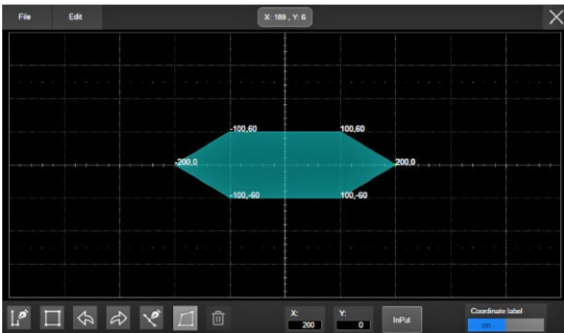 File Edit X: 189 , Y: 6
-100,60 100,60
-200,0 200,0
-100,-60 100,-60
X: Y: InPut Coordinate label
200 0 on